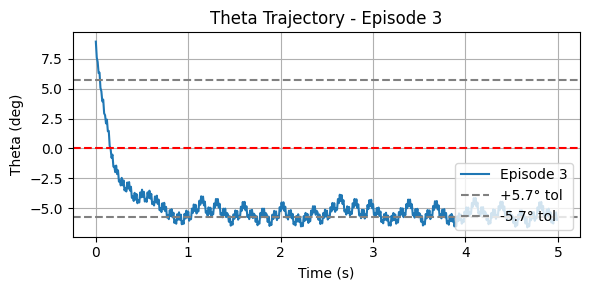 Theta Trajectory - Episode 3
Theta (deg)
7.5
5.0
2.5
0.0
−2.5
−5.0
Episode 3
+5.7° tol
-5.7° tol
0
1
2
3
4
5
Time (s)